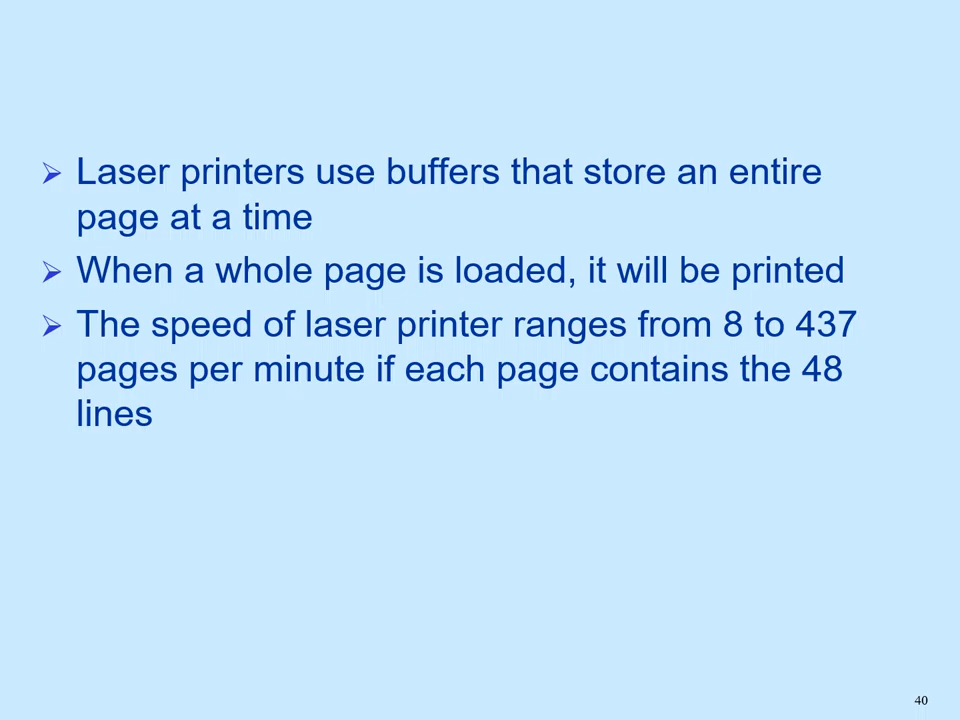 Laser printers use buffers that store an entire
page at a time
When a whole page is loaded, it will be printed
The speed of laser printer ranges from 8 to 437
pages per minute if each page contains the 48
lines
40